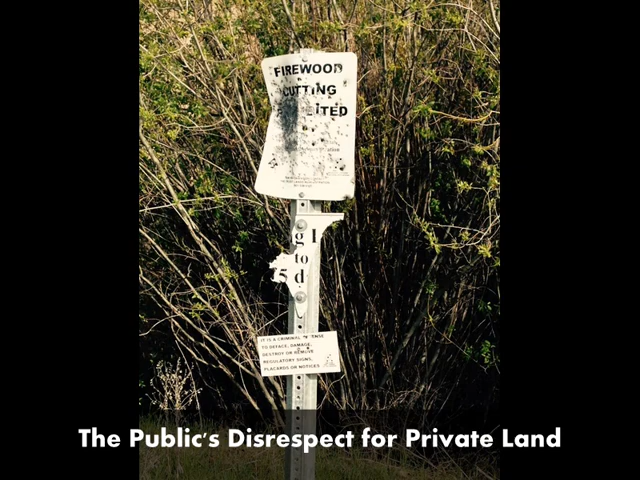 FIREWOOD
CUTTING
ITED
g 1
to
5 d
IT IS A CRIMINAL
TO DEFACE, DAMAGE,
DESTROY OR REMOVE
REGULATORY SIGNS,
PLACARDS OR NOTICES
The Public's Disrespect for Private Land